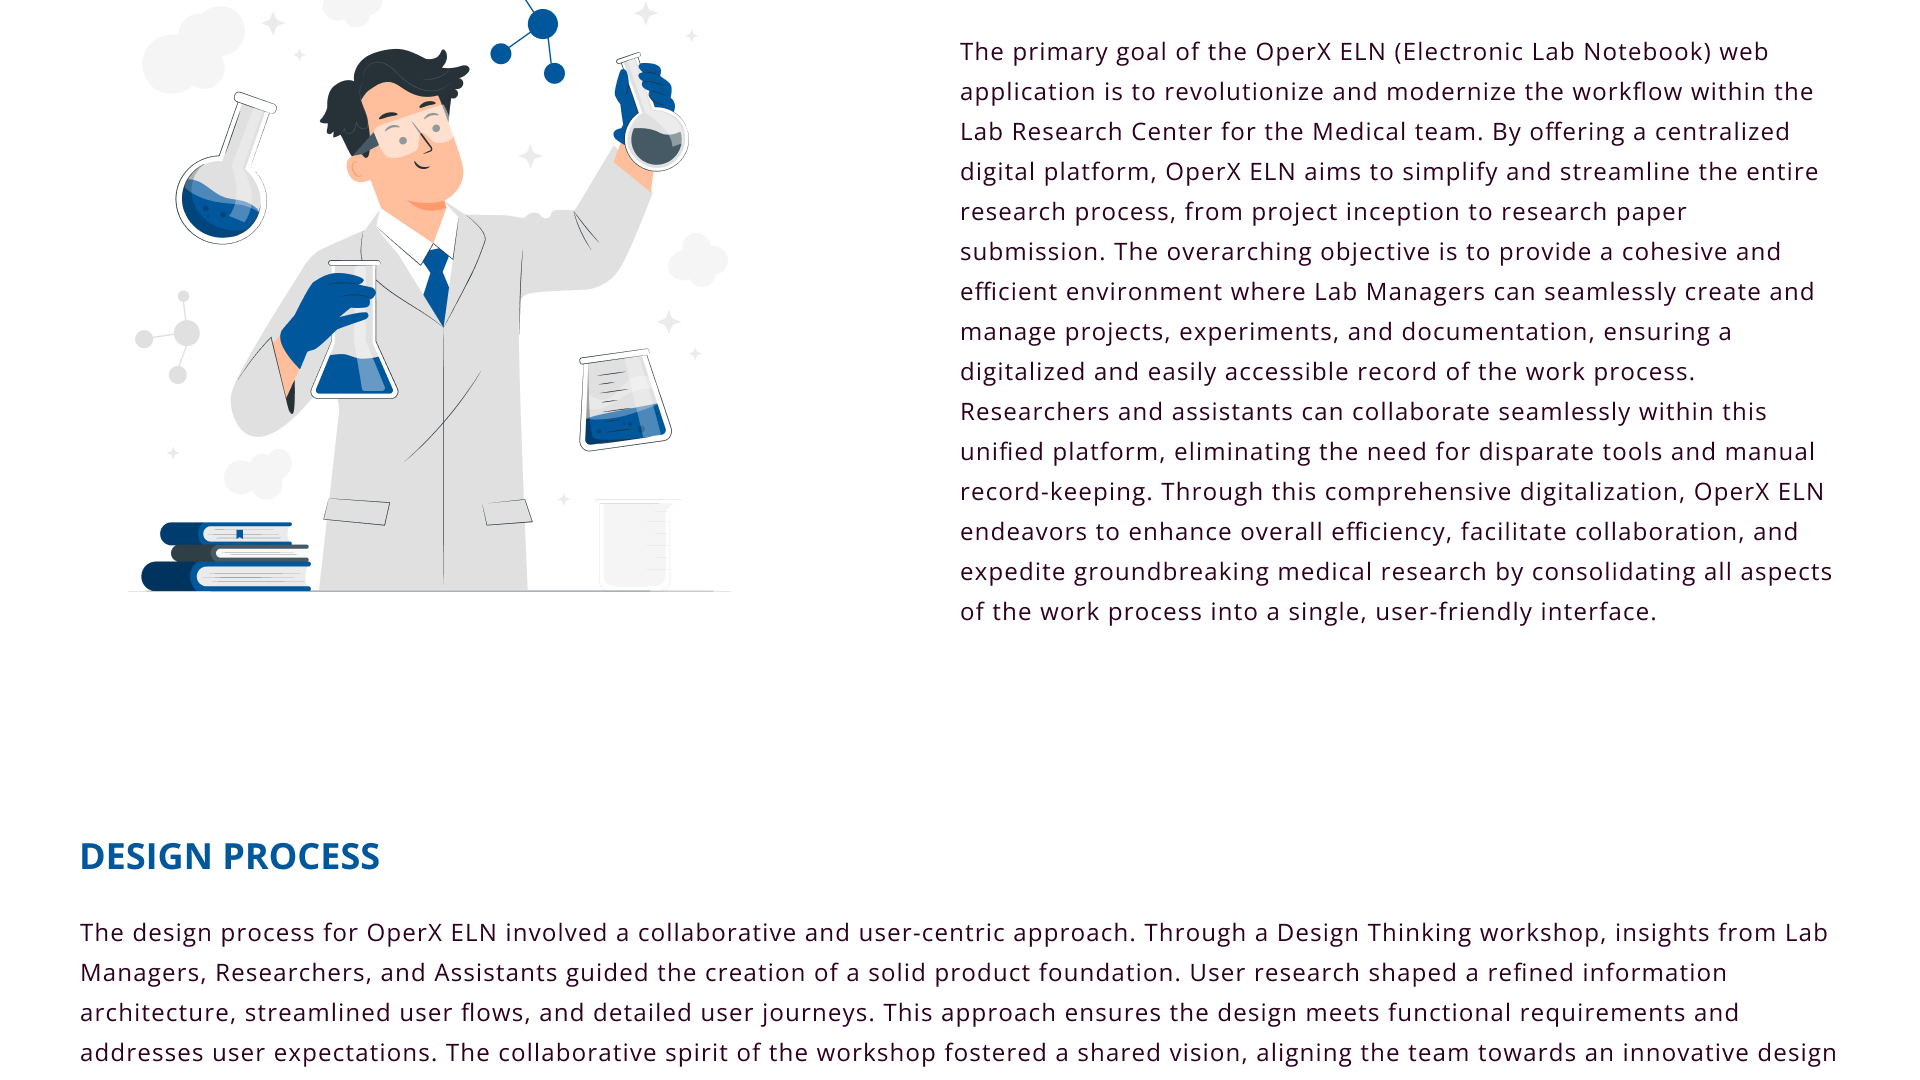 The primary goal of the OperX ELN (Electronic Lab Notebook) web
application is to revolutionize and modernize the workflow within the
Lab Research Center for the Medical team. By offering a centralized
digital platform, OperX ELN aims to simplify and streamline the entire
research process, from project inception to research paper
submission. The overarching objective is to provide a cohesive and
efficient environment where Lab Managers can seamlessly create and
manage projects, experiments, and documentation, ensuring a
digitalized and easily accessible record of the work process.
Researchers and assistants can collaborate seamlessly within this
unified platform, eliminating the need for disparate tools and manual
record-keeping. Through this comprehensive digitalization, OperX ELN
endeavors to enhance overall efficiency, facilitate collaboration, and
expedite groundbreaking medical research by consolidating all aspects
of the work process into a single, user-friendly interface.
DESIGN PROCESS
The design process for OperX ELN involved a collaborative and user-centric approach. Through a Design Thinking workshop, insights from Lab
Managers, Researchers, and Assistants guided the creation of a solid product foundation. User research shaped a refined information
architecture, streamlined user flows, and detailed user journeys. This approach ensures the design meets functional requirements and
addresses user expectations. The collaborative spirit of the workshop fostered a shared vision, aligning the team towards an innovative design